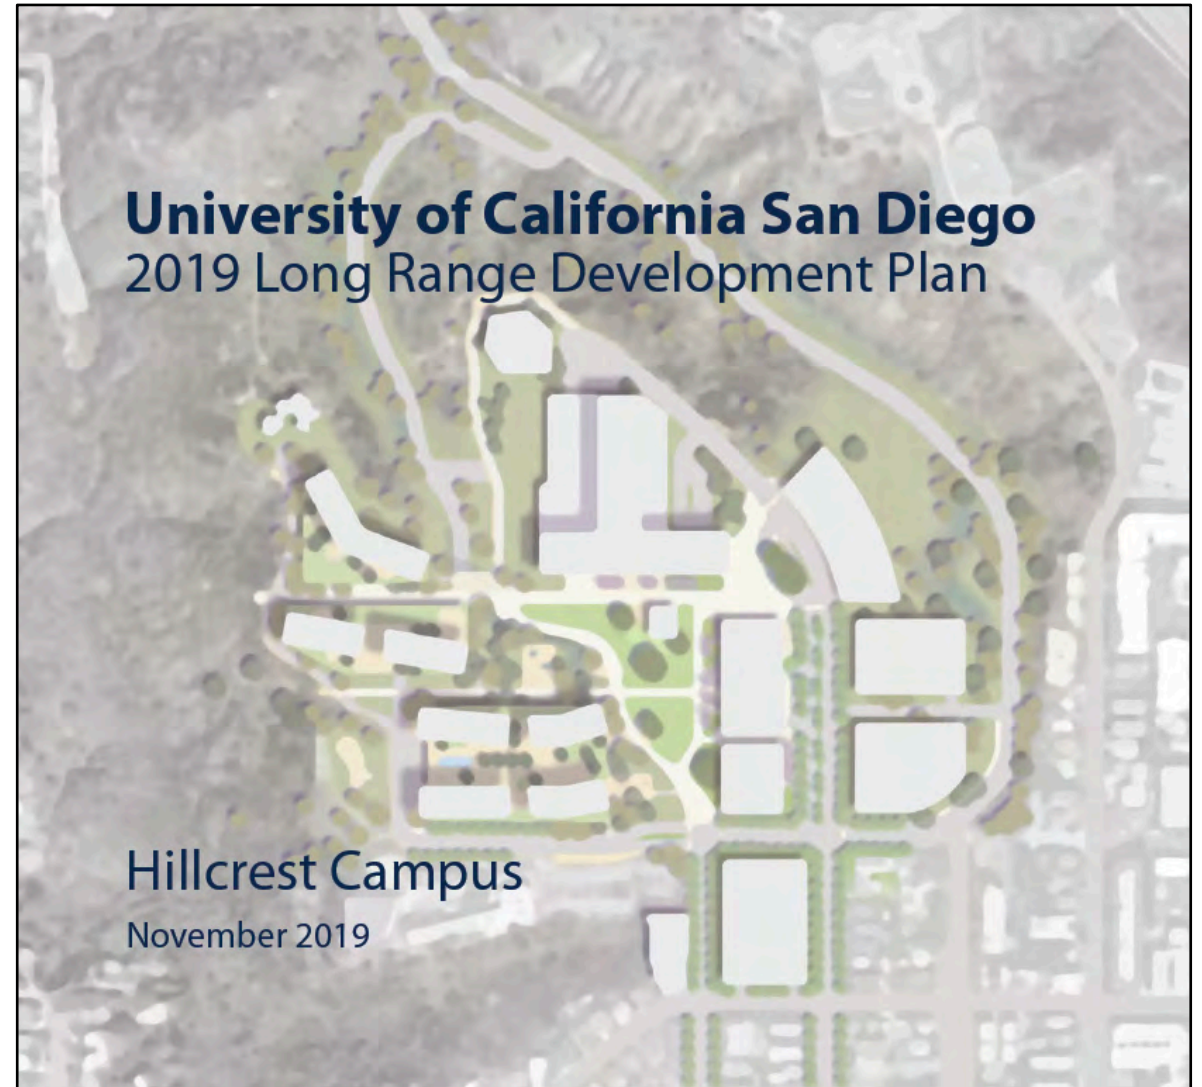 University of California San Diego
2019 Long Range Development Plan
Hillcrest Campus
November 2019